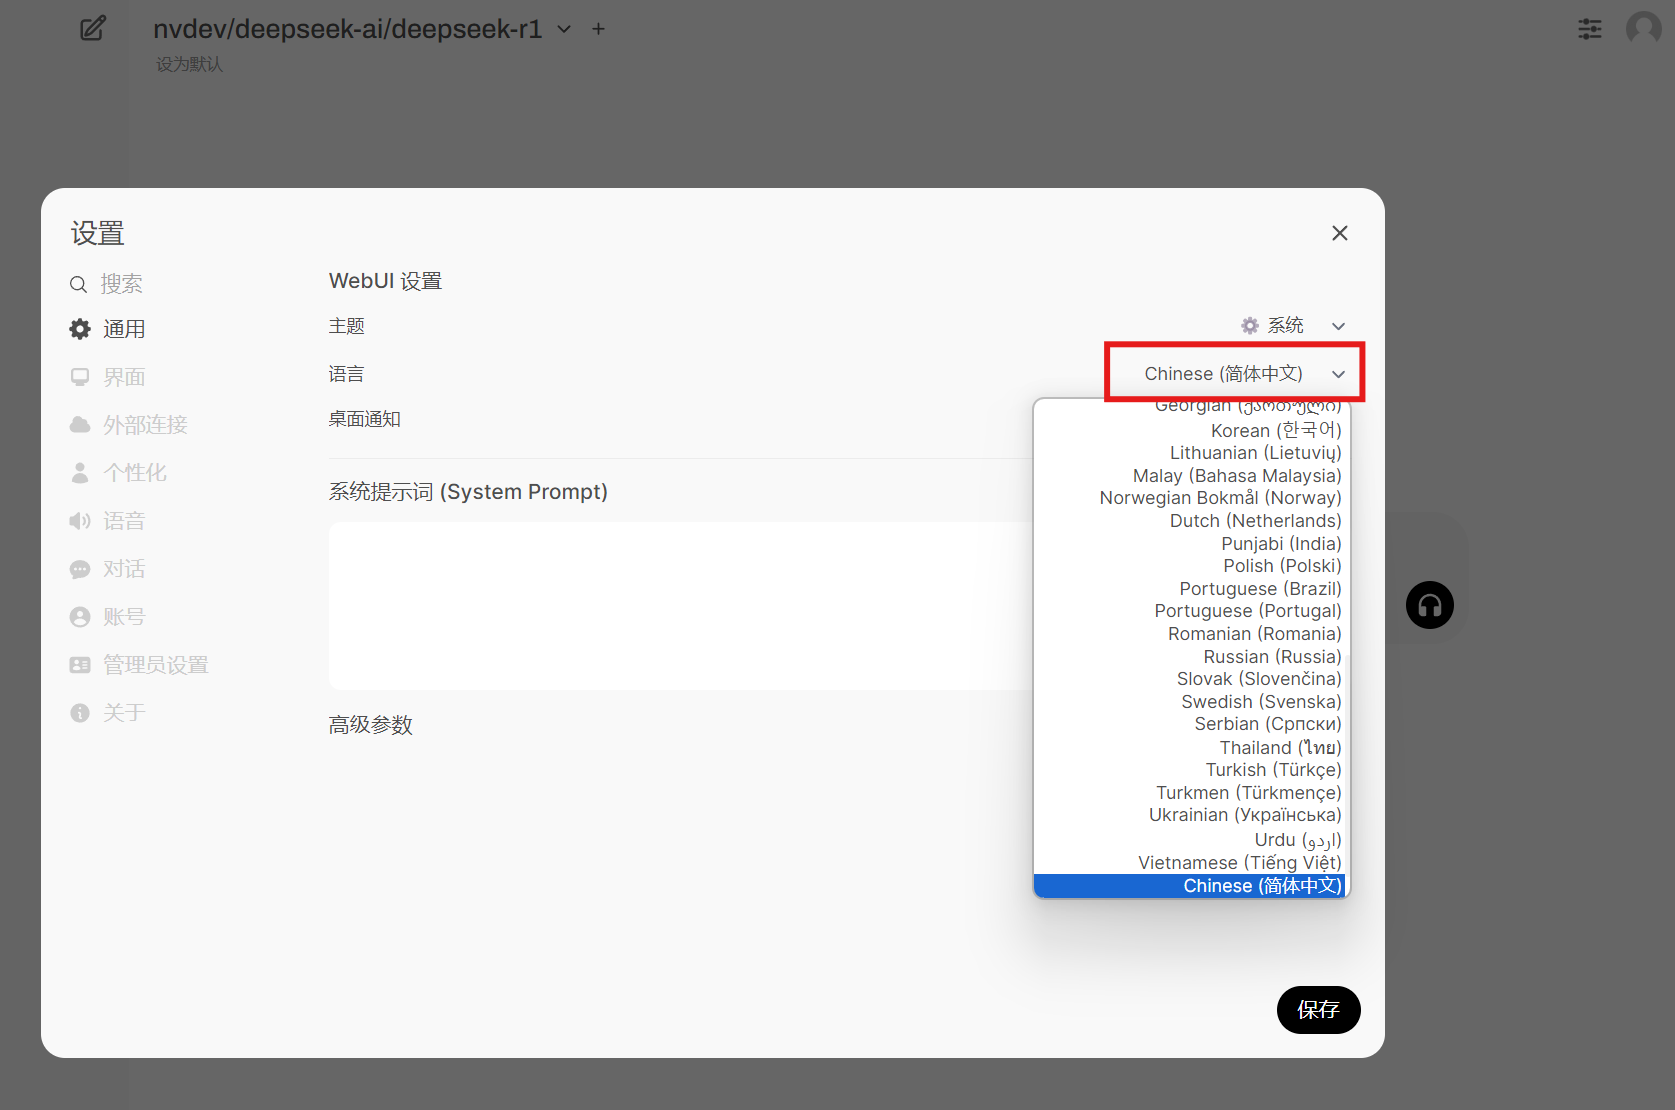 nvdev/deepseek-ai/deepseek-r1
设为默认
设置
搜索
通用
界面
外部连接
个性化
语音
对话
账号
管理员设置
关于
WebUI 设置
主题
系统
语言
Chinese (简体中文)
桌面通知
系统提示词 (System Prompt)
高级参数
Georgian (ქართული)
Korean (한국어)
Lithuanian (Lietuvių)
Malay (Bahasa Malaysia)
Norwegian Bokmål (Norway)
Dutch (Netherlands)
Punjabi (India)
Polish (Polski)
Portuguese (Brazil)
Portuguese (Portugal)
Romanian (Romania)
Russian (Russia)
Slovak (Slovenčina)
Swedish (Svenska)
Serbian (Српски)
Thailand (ไทย)
Turkish (Türkçe)
Turkmen (Türkmençe)
Ukrainian (Українська)
Urdu (اردو)
Vietnamese (Tiếng Việt)
Chinese (简体中文)
保存